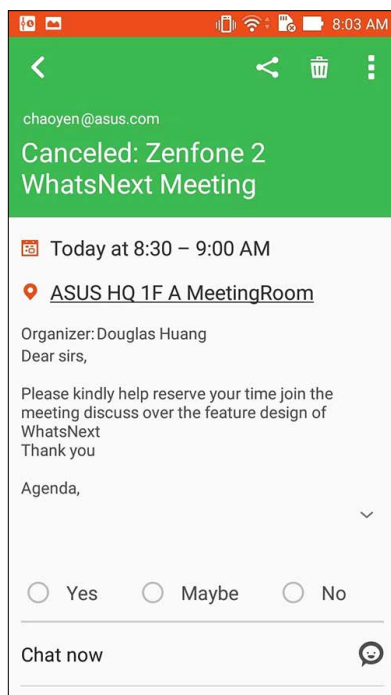 8:03 AM
chaoyen@asus.com
Canceled: Zenfone 2
WhatsNext Meeting
Today at 8:30 – 9:00 AM
ASUS HQ 1F A MeetingRoom
Organizer: Douglas Huang
Dear sirs,
Please kindly help reserve your time join the
meeting discuss over the feature design of
WhatsNext
Thank you
Agenda,
Yes Maybe No
Chat now